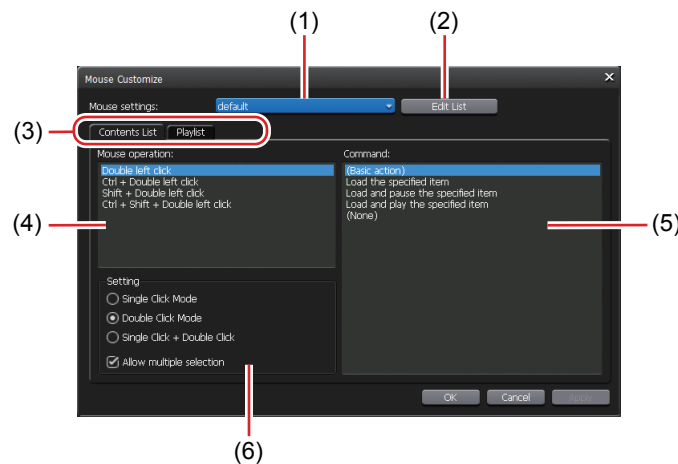 (1)
(2)
Mouse Customize
Mouse settings:
default
Edit List
(3)
Contents List
Playlist
Mouse operation:
Command:
Double left click
Ctrl + Double left click
Shift + Double left click
Ctrl + Shift + Double left click
(Basic action)
Load the specified item
Load and pause the specified item
Load and play the specified item
(None)
(4)
(5)
Setting
Single Click Mode
Double Click Mode
Single Click + Double Click
Allow multiple selection
OK
Cancel
Apply
(6)